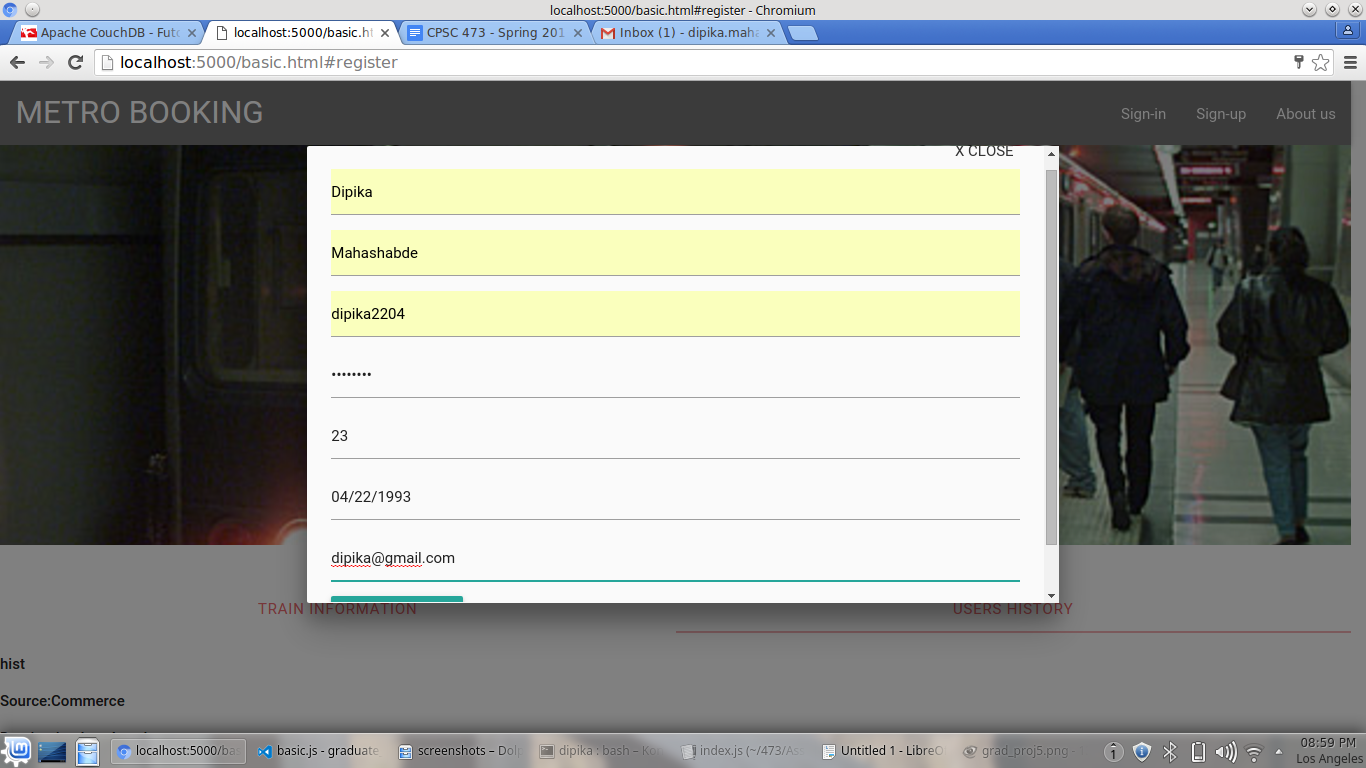 localhost:5000/basic.html#register - Chromium
Apache CouchDB - Fut
localhost:5000/basic.ht
CPSC 473 - Spring 201
Inbox (1) - dipika.maha
localhost:5000/basic.html#register
METRO BOOKING
Sign-in
Sign-up
About us
X CLOSE
Dipika
Mahashabde
dipika2204
••••••••
23
04/22/1993
dipika@gmail.com
TRAIN INFORMATION
USERS HISTORY
hist
Source:Commerce
localhost:5000/ba
basic.js - graduate
screenshots – Dol
dipika : bash – Kon
index.js (~/473/As
Untitled 1 - LibreO
grad_proj5.png -
1
08:59 PM
Los Angeles